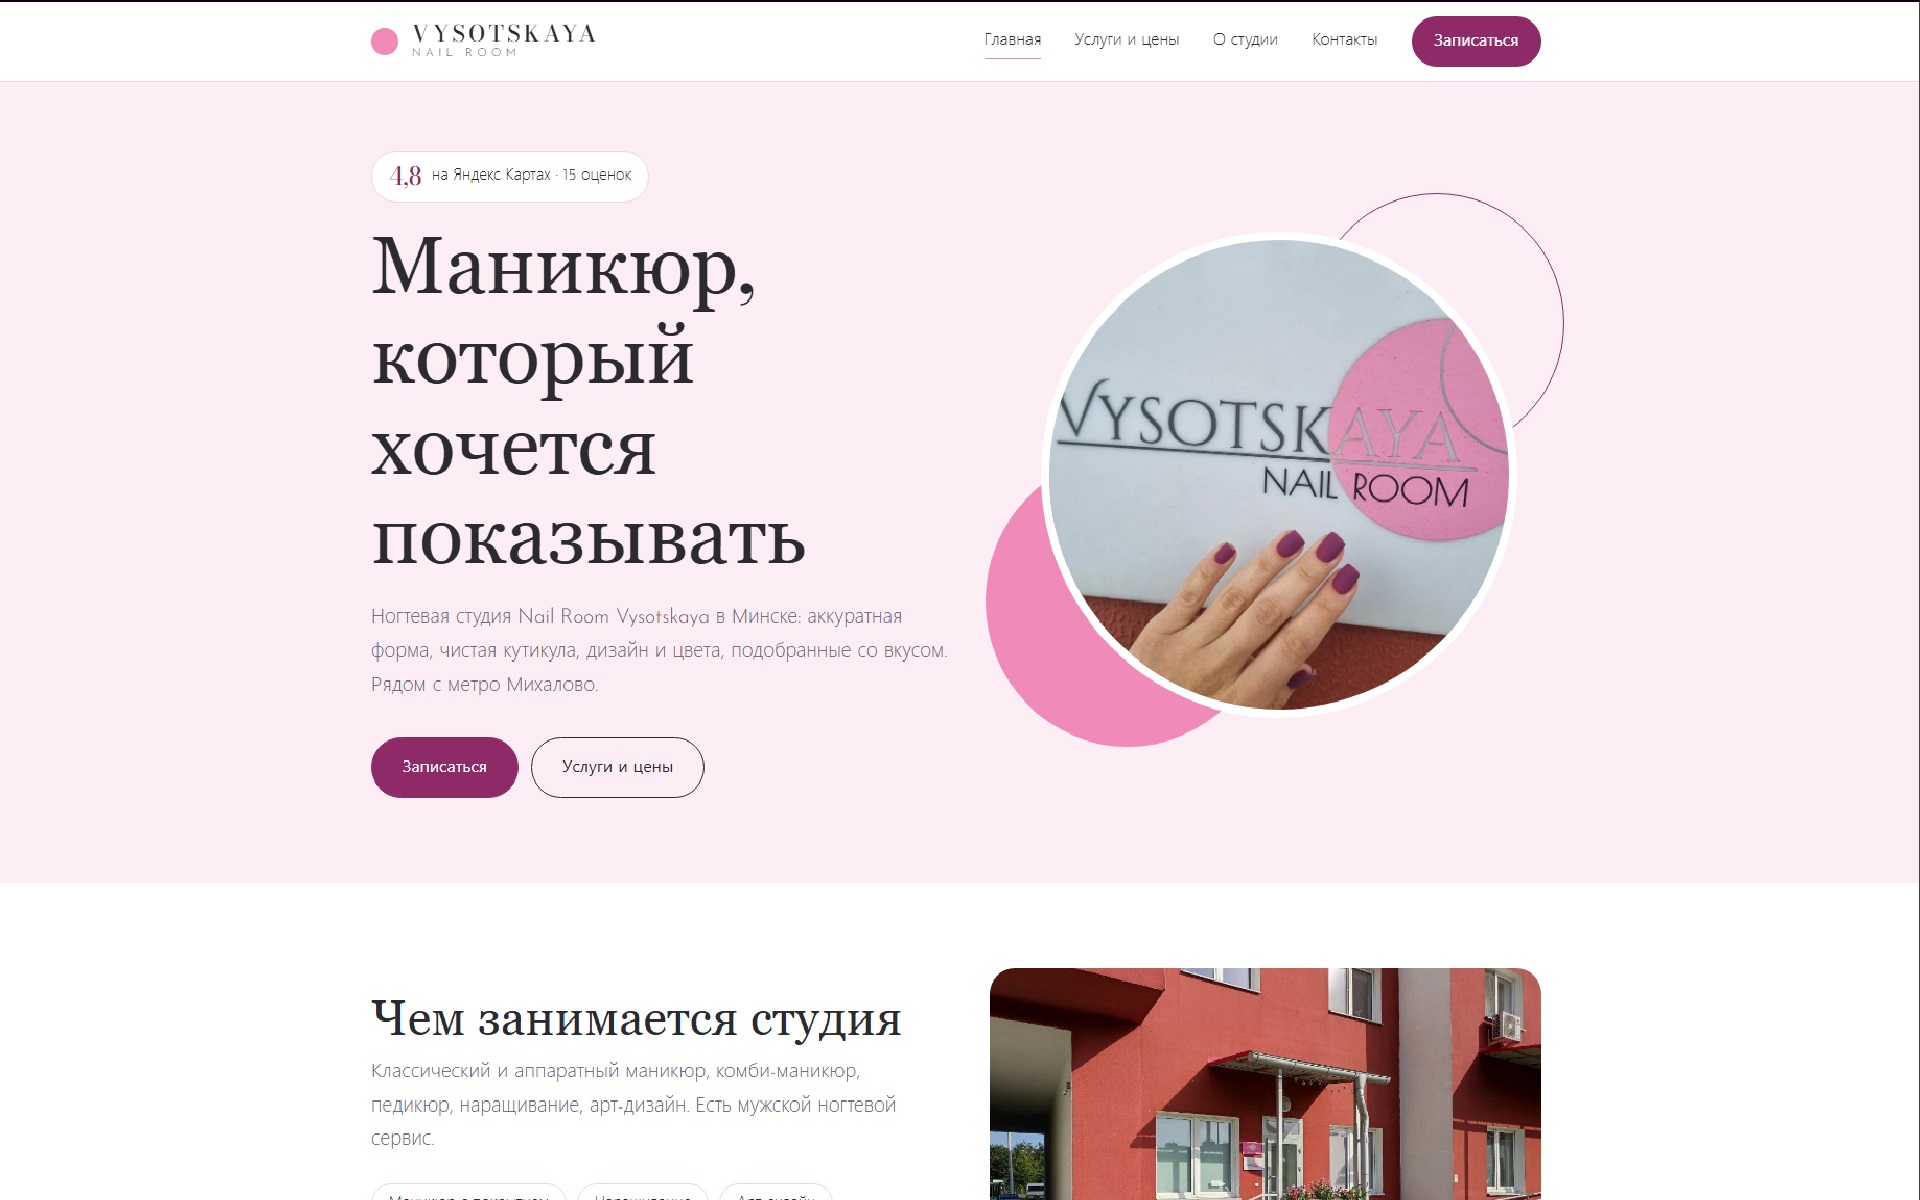 VYSOTSKAYA
NAIL ROOM
Главная
Услуги и цены
О студии
Контакты
Записаться
4,8 на Яндекс Картах · 15 оценок
Маникюр,
который
хочется
показывать
Ногтевая студия Nail Room Vysotskaya в Минске: аккуратная
форма, чистая кутикула, дизайн и цвета, подобранные со вкусом.
Рядом с метро Михалово.
Записаться
Услуги и цены
VYSOTSKAYA
NAIL ROOM
Чем занимается студия
Классический и аппаратный маникюр, комби-маникюр,
педикюр, наращивание, арт-дизайн. Есть мужской ногтевой
сервис.